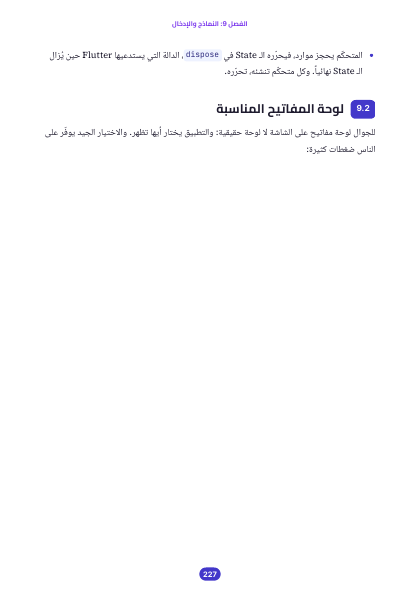 الفصل 9: النماذج والإدخال
• المتحكّم يحجز موارد، فيحرّره الـ State في dispose، الدالة التي يستدعيها Flutter حين يُزال
الـ State نهائياً. وكل متحكّم تنشئه، تحرّره.
9.2 لوحة المفاتيح المناسبة
للجوال لوحة مفاتيح على الشاشة لا لوحة حقيقية: والتطبيق يختار أيها تظهر. والاختيار الجيد يوفّر على
الناس ضغطات كثيرة:
227